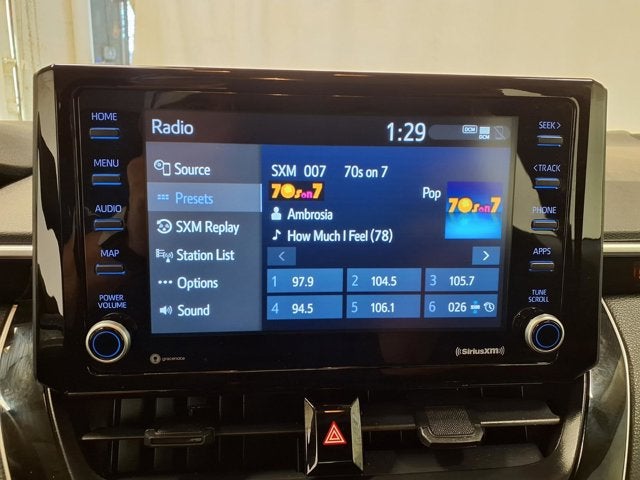 HOME
MENU
AUDIO
MAP
POWER
VOLUME
Radio
1:29
DCM
DCM
Source
Presets
SXM Replay
Station List
Options
Sound
SXM 007 70s on 7
70s on 7
Pop
70s on 7
Ambrosia
How Much I Feel (78)
1 97.9
2 104.5
3 105.7
4 94.5
5 106.1
6 026
SEEK >
< TRACK
PHONE
APPS
TUNE
SCROLL
gracenote
((SiriusXM))